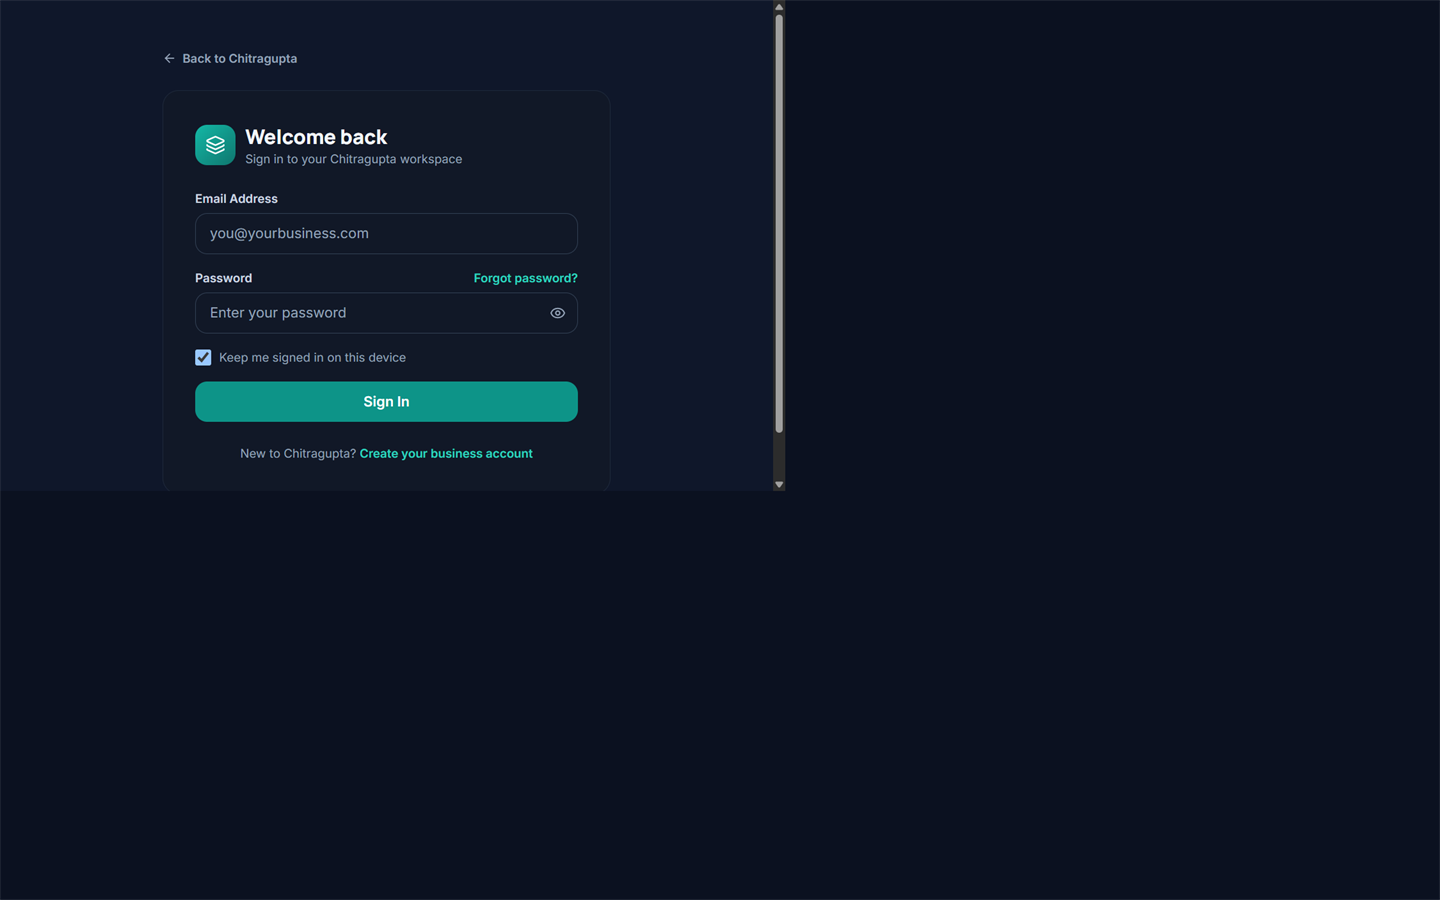 Back to Chitragupta
Welcome back
Sign in to your Chitragupta workspace
Email Address
you@yourbusiness.com
Password
Forgot password?
Enter your password
Keep me signed in on this device
Sign In
New to Chitragupta? Create your business account